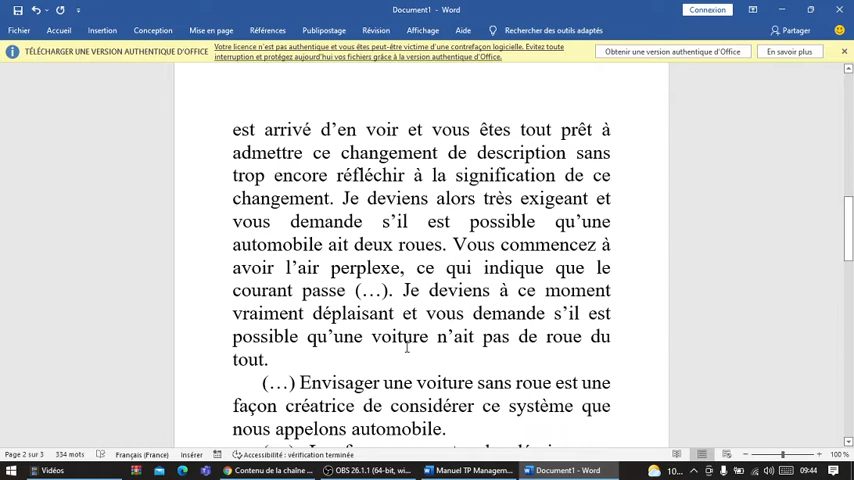 Document1 - Word
Connexion
Fichier Accueil Insertion Conception Mise en page Références Publipostage Révision Affichage Aide Rechercher des outils adaptés Partager
TÉLÉCHARGER UNE VERSION AUTHENTIQUE D'OFFICE
Votre licence n'est pas authentique et vous êtes peut-être victime d'une contrefaçon logicielle. Evitez toute
interruption et protégez aujourd'hui vos fichiers grâce à la version authentique d'Office.
Obtenir une version authentique d'Office
En savoir plus
est arrivé d’en voir et vous êtes tout prêt à
admettre ce changement de description sans
trop encore réfléchir à la signification de ce
changement. Je deviens alors très exigeant et
vous demande s’il est possible qu’une
automobile ait deux roues. Vous commencez à
avoir l’air perplexe, ce qui indique que le
courant passe (…). Je deviens à ce moment
vraiment déplaisant et vous demande s’il est
possible qu’une voiture n’ait pas de roue du
tout.
(…) Envisager une voiture sans roue est une
façon créatrice de considérer ce système que
nous appelons automobile.
Page 2 sur 3 334 mots Français (France) Insérer Accessibilité : vérification terminée 100 %
Vidéos Contenu de la chaîne ... OBS 26.1.1 (64-bit, wi... Manuel TP Managem... Document1 - Word 10... 09:44